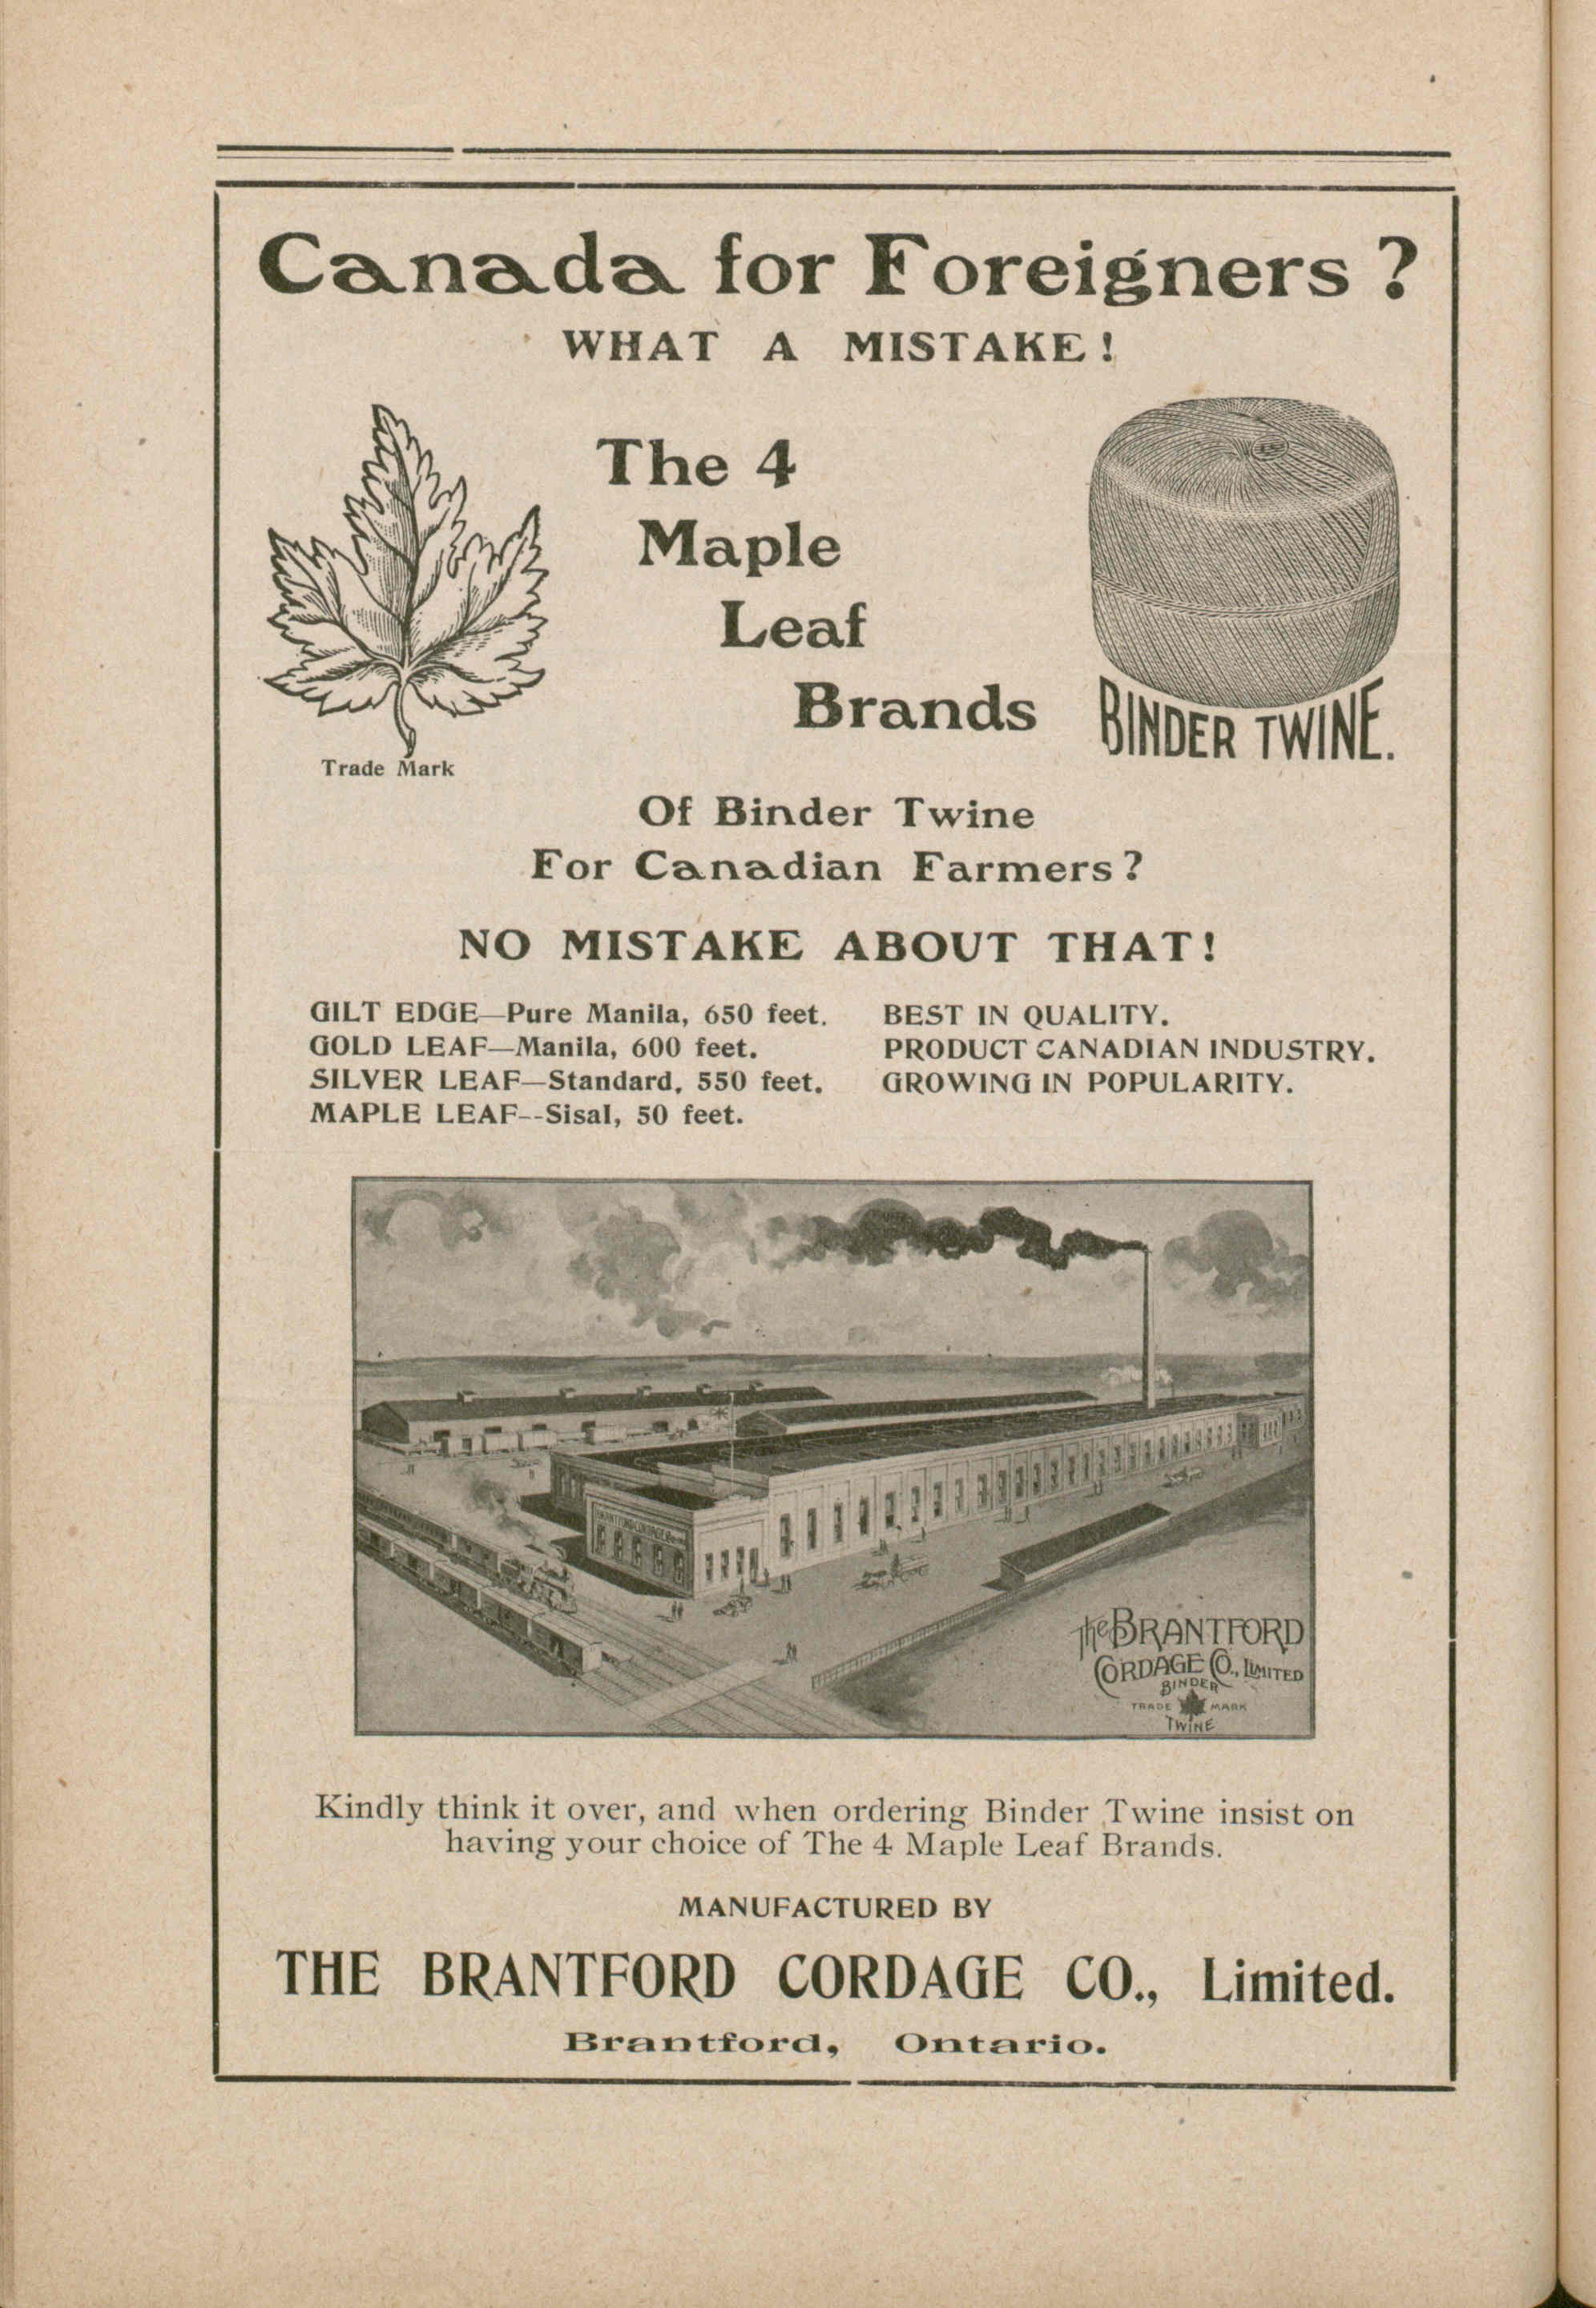 Canada for Foreigners ?
WHAT A MISTAKE !
The 4
Maple
Leaf
Brands
Trade Mark
BINDER TWINE.
Of Binder Twine
For Canadian Farmers ?
NO MISTAKE ABOUT THAT !
GILT EDGE—Pure Manila, 650 feet.
GOLD LEAF—Manila, 600 feet.
SILVER LEAF—Standard, 550 feet.
MAPLE LEAF--Sisal, 50 feet.
BEST IN QUALITY.
PRODUCT CANADIAN INDUSTRY.
GROWING IN POPULARITY.
The BRANTFORD
CORDAGE CO., LIMITED
BINDER
TRADE MARK
TWINE
Kindly think it over, and when ordering Binder Twine insist on
having your choice of The 4 Maple Leaf Brands.
MANUFACTURED BY
THE BRANTFORD CORDAGE CO., Limited.
Brantford, Ontario.